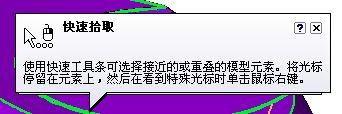 快速拾取
使用快速工具条可选择接近的或重叠的模型元素。将光标
停留在元素上，然后在看到特殊光标时单击鼠标右键。